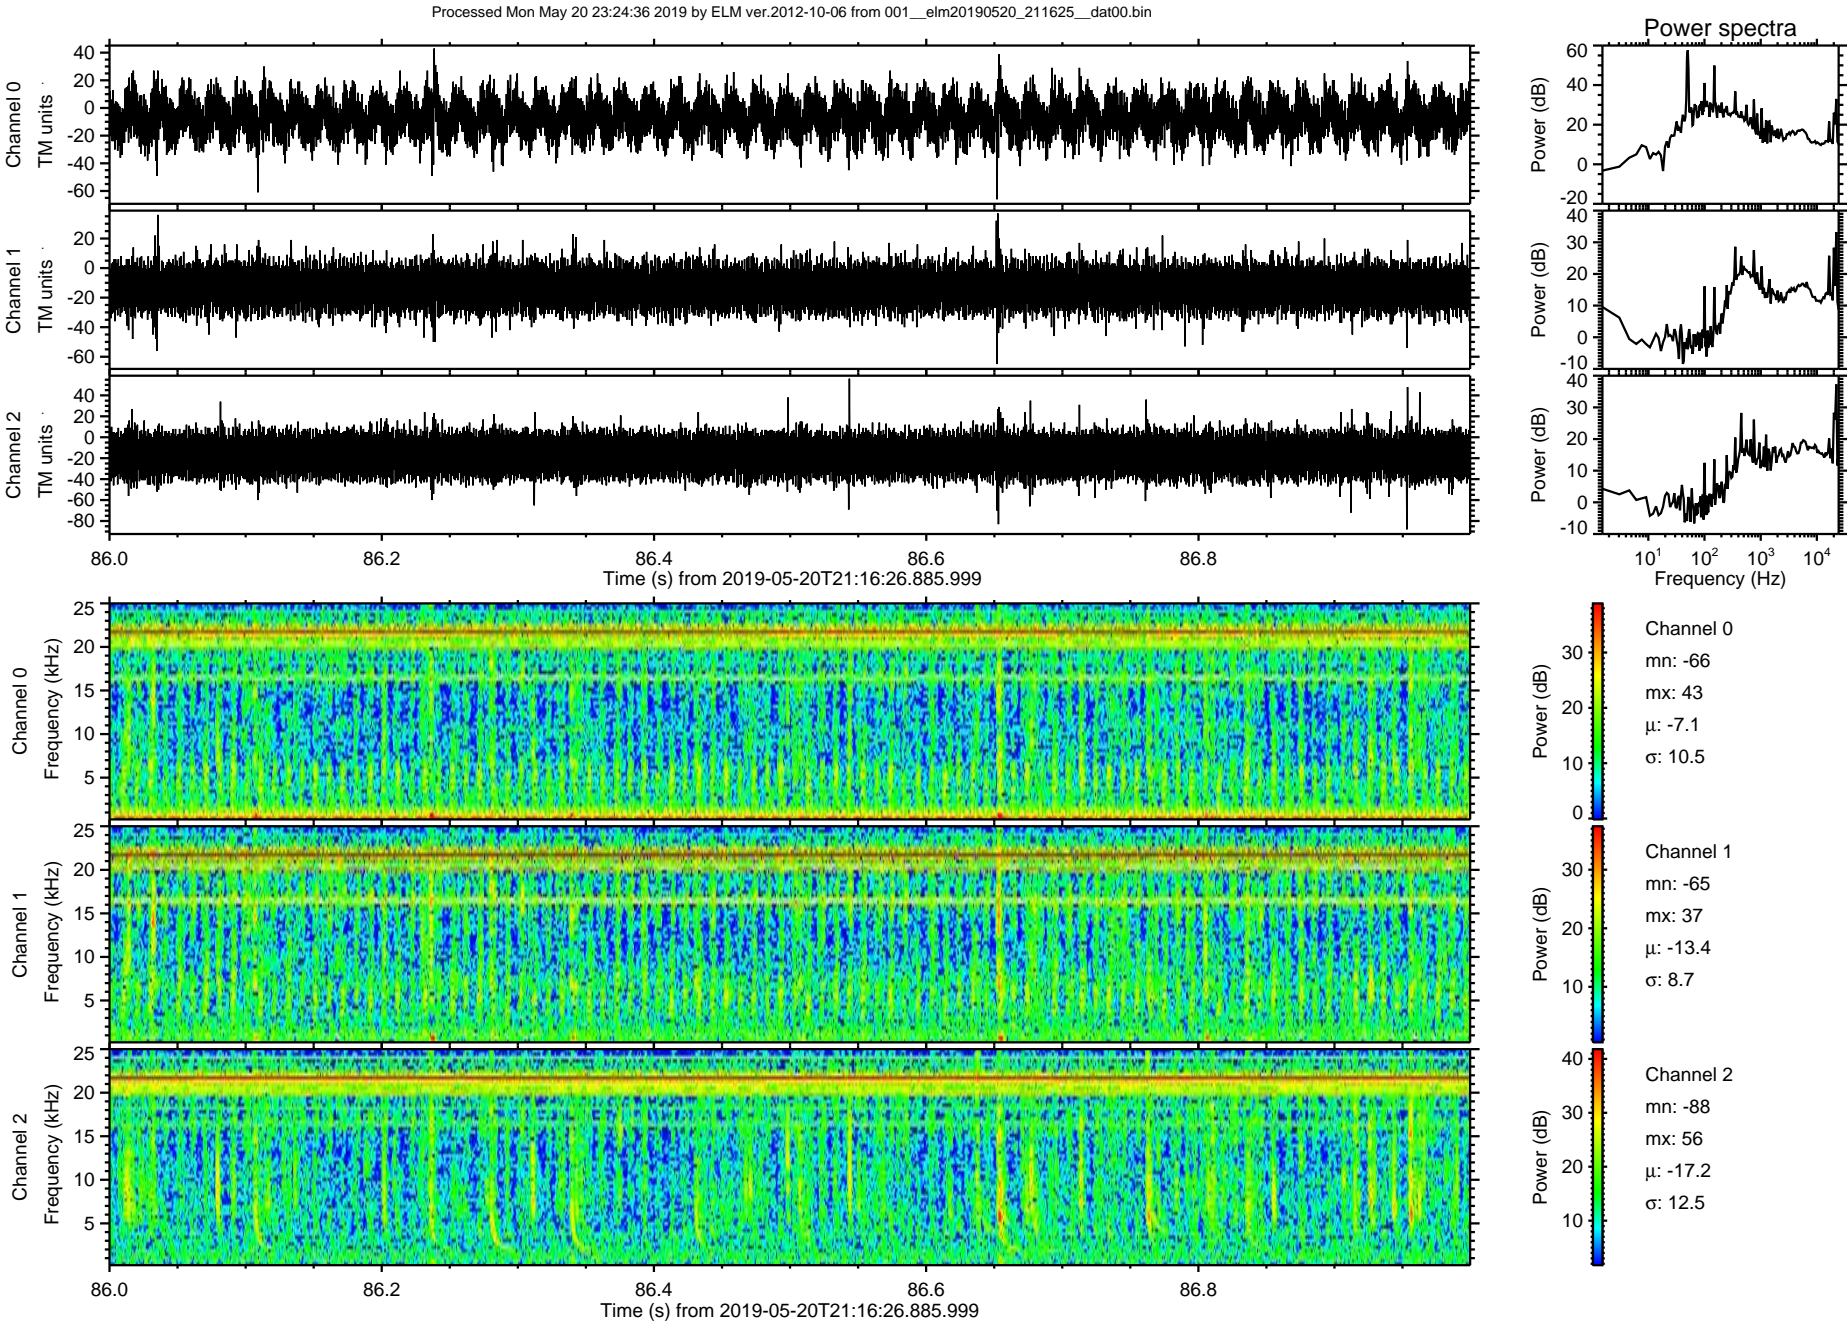 Processed Mon May 20 23:24:36 2019 by ELM ver.2012-10-06 from 001__elm20190520_211625__dat00.bin
Power spectra
Channel 0
TM units
40
20
0
-20
-40
-60
Power (dB)
60
40
20
0
-20
Channel 1
TM units
20
0
-20
-40
-60
Power (dB)
40
30
20
10
0
-10
Channel 2
TM units
40
20
0
-20
-40
-60
-80
Power (dB)
40
30
20
10
0
-10
86.0 86.2 86.4 86.6 86.8
Time (s) from 2019-05-20T21:16:26.885.999
10¹ 10² 10³ 10⁴
Frequency (Hz)
Channel 0
Frequency (kHz)
25
20
15
10
5
Power (dB)
30
20
10
0
Channel 0
mn: -66
mx: 43
μ: -7.1
σ: 10.5
Channel 1
Frequency (kHz)
25
20
15
10
5
Power (dB)
30
20
10
Channel 1
mn: -65
mx: 37
μ: -13.4
σ: 8.7
Channel 2
Frequency (kHz)
25
20
15
10
5
Power (dB)
40
30
20
10
Channel 2
mn: -88
mx: 56
μ: -17.2
σ: 12.5
86.0 86.2 86.4 86.6 86.8
Time (s) from 2019-05-20T21:16:26.885.999